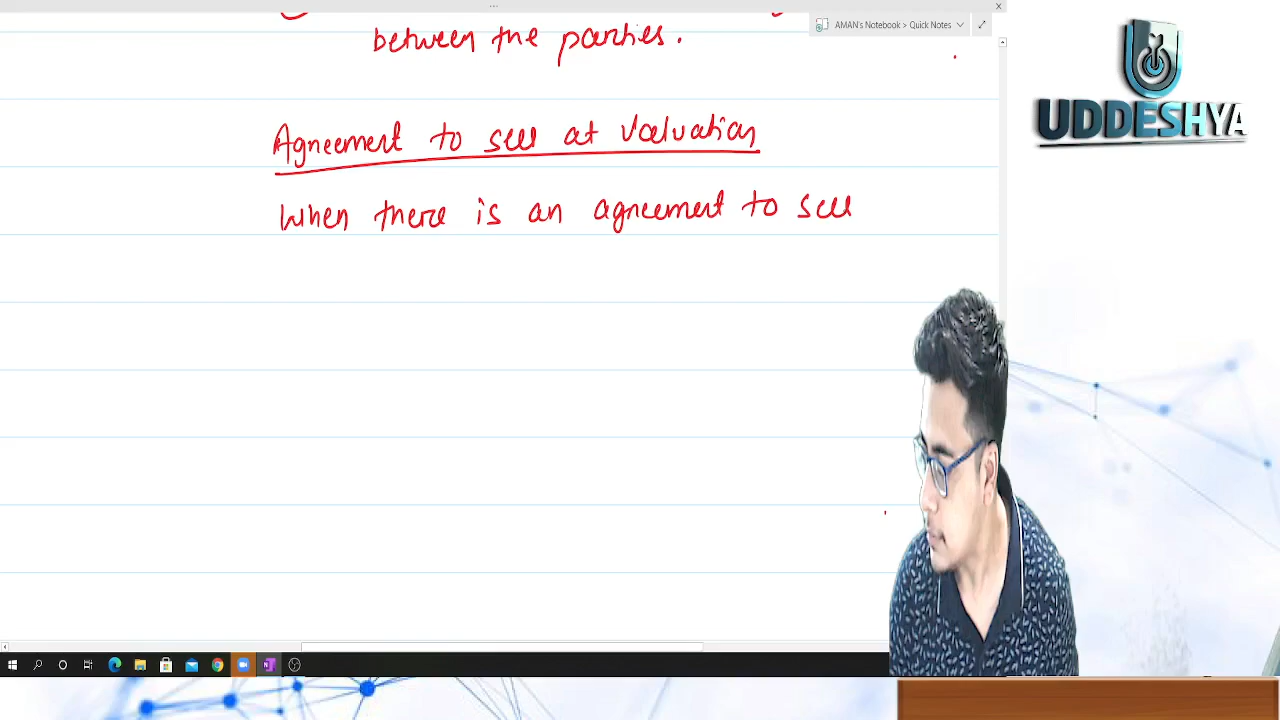 AMAN's Notebook > Quick Notes
between the parties.
UDDESHYA
Agreement to sell at Valuation
When there is an agreement to sell